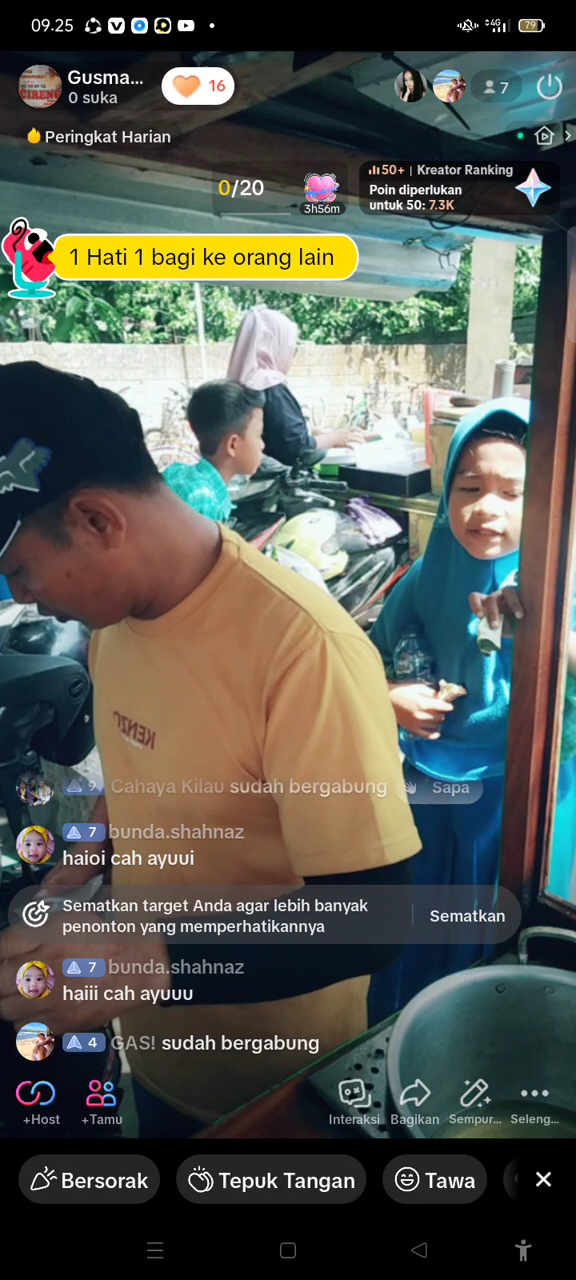 09.25
4G
79
Gusma...
0 suka
16
7
Peringkat Harian
0/20
3h56m
50+ | Kreator Ranking
Poin diperlukan
untuk 50: 7.3K
1 Hati 1 bagi ke orang lain
KENZO
9 Cahaya Kilau sudah bergabung
Sapa
7 bunda.shahnaz
haioi cah ayuui
Sematkan target Anda agar lebih banyak
penonton yang memperhatikannya
Sematkan
7 bunda.shahnaz
haiii cah ayuuu
4 GAS! sudah bergabung
+Host
+Tamu
Interaksi
Bagikan
Sempur...
Seleng...
Bersorak
Tepuk Tangan
Tawa